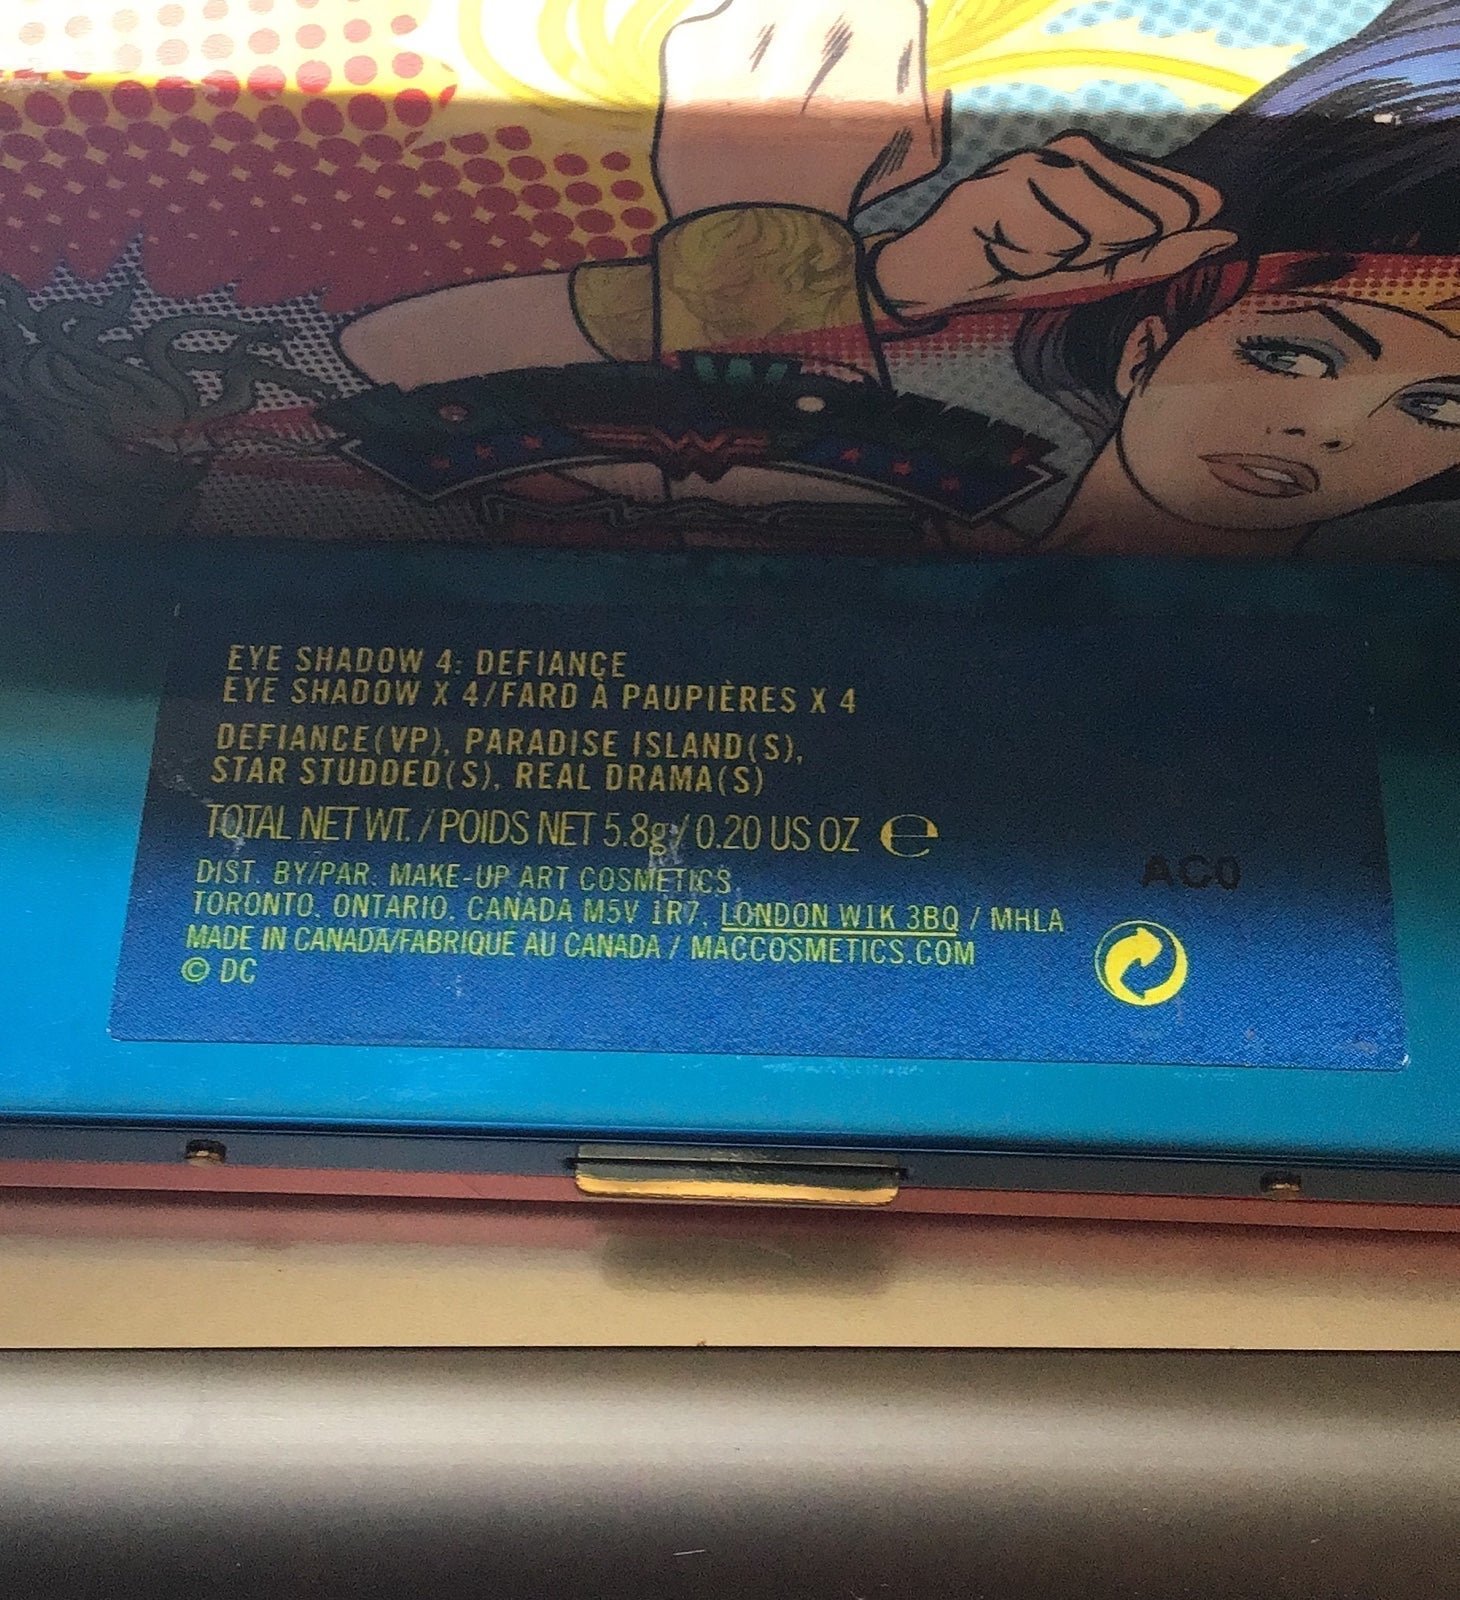 EYE SHADOW 4: DEFIANCE
EYE SHADOW X 4/FARD À PAUPIÈRES X 4
DEFIANCE(VP), PARADISE ISLAND(S),
STAR STUDDED(S), REAL DRAMA(S)
TOTAL NET WT. / POIDS NET 5.8g / 0.20 US OZ ℮
DIST. BY/PAR. MAKE-UP ART COSMETICS,
TORONTO, ONTARIO, CANADA M5V 1R7, LONDON W1K 3BQ / MHLA
MADE IN CANADA/FABRIQUE AU CANADA / MACCOSMETICS.COM
© DC
AC0